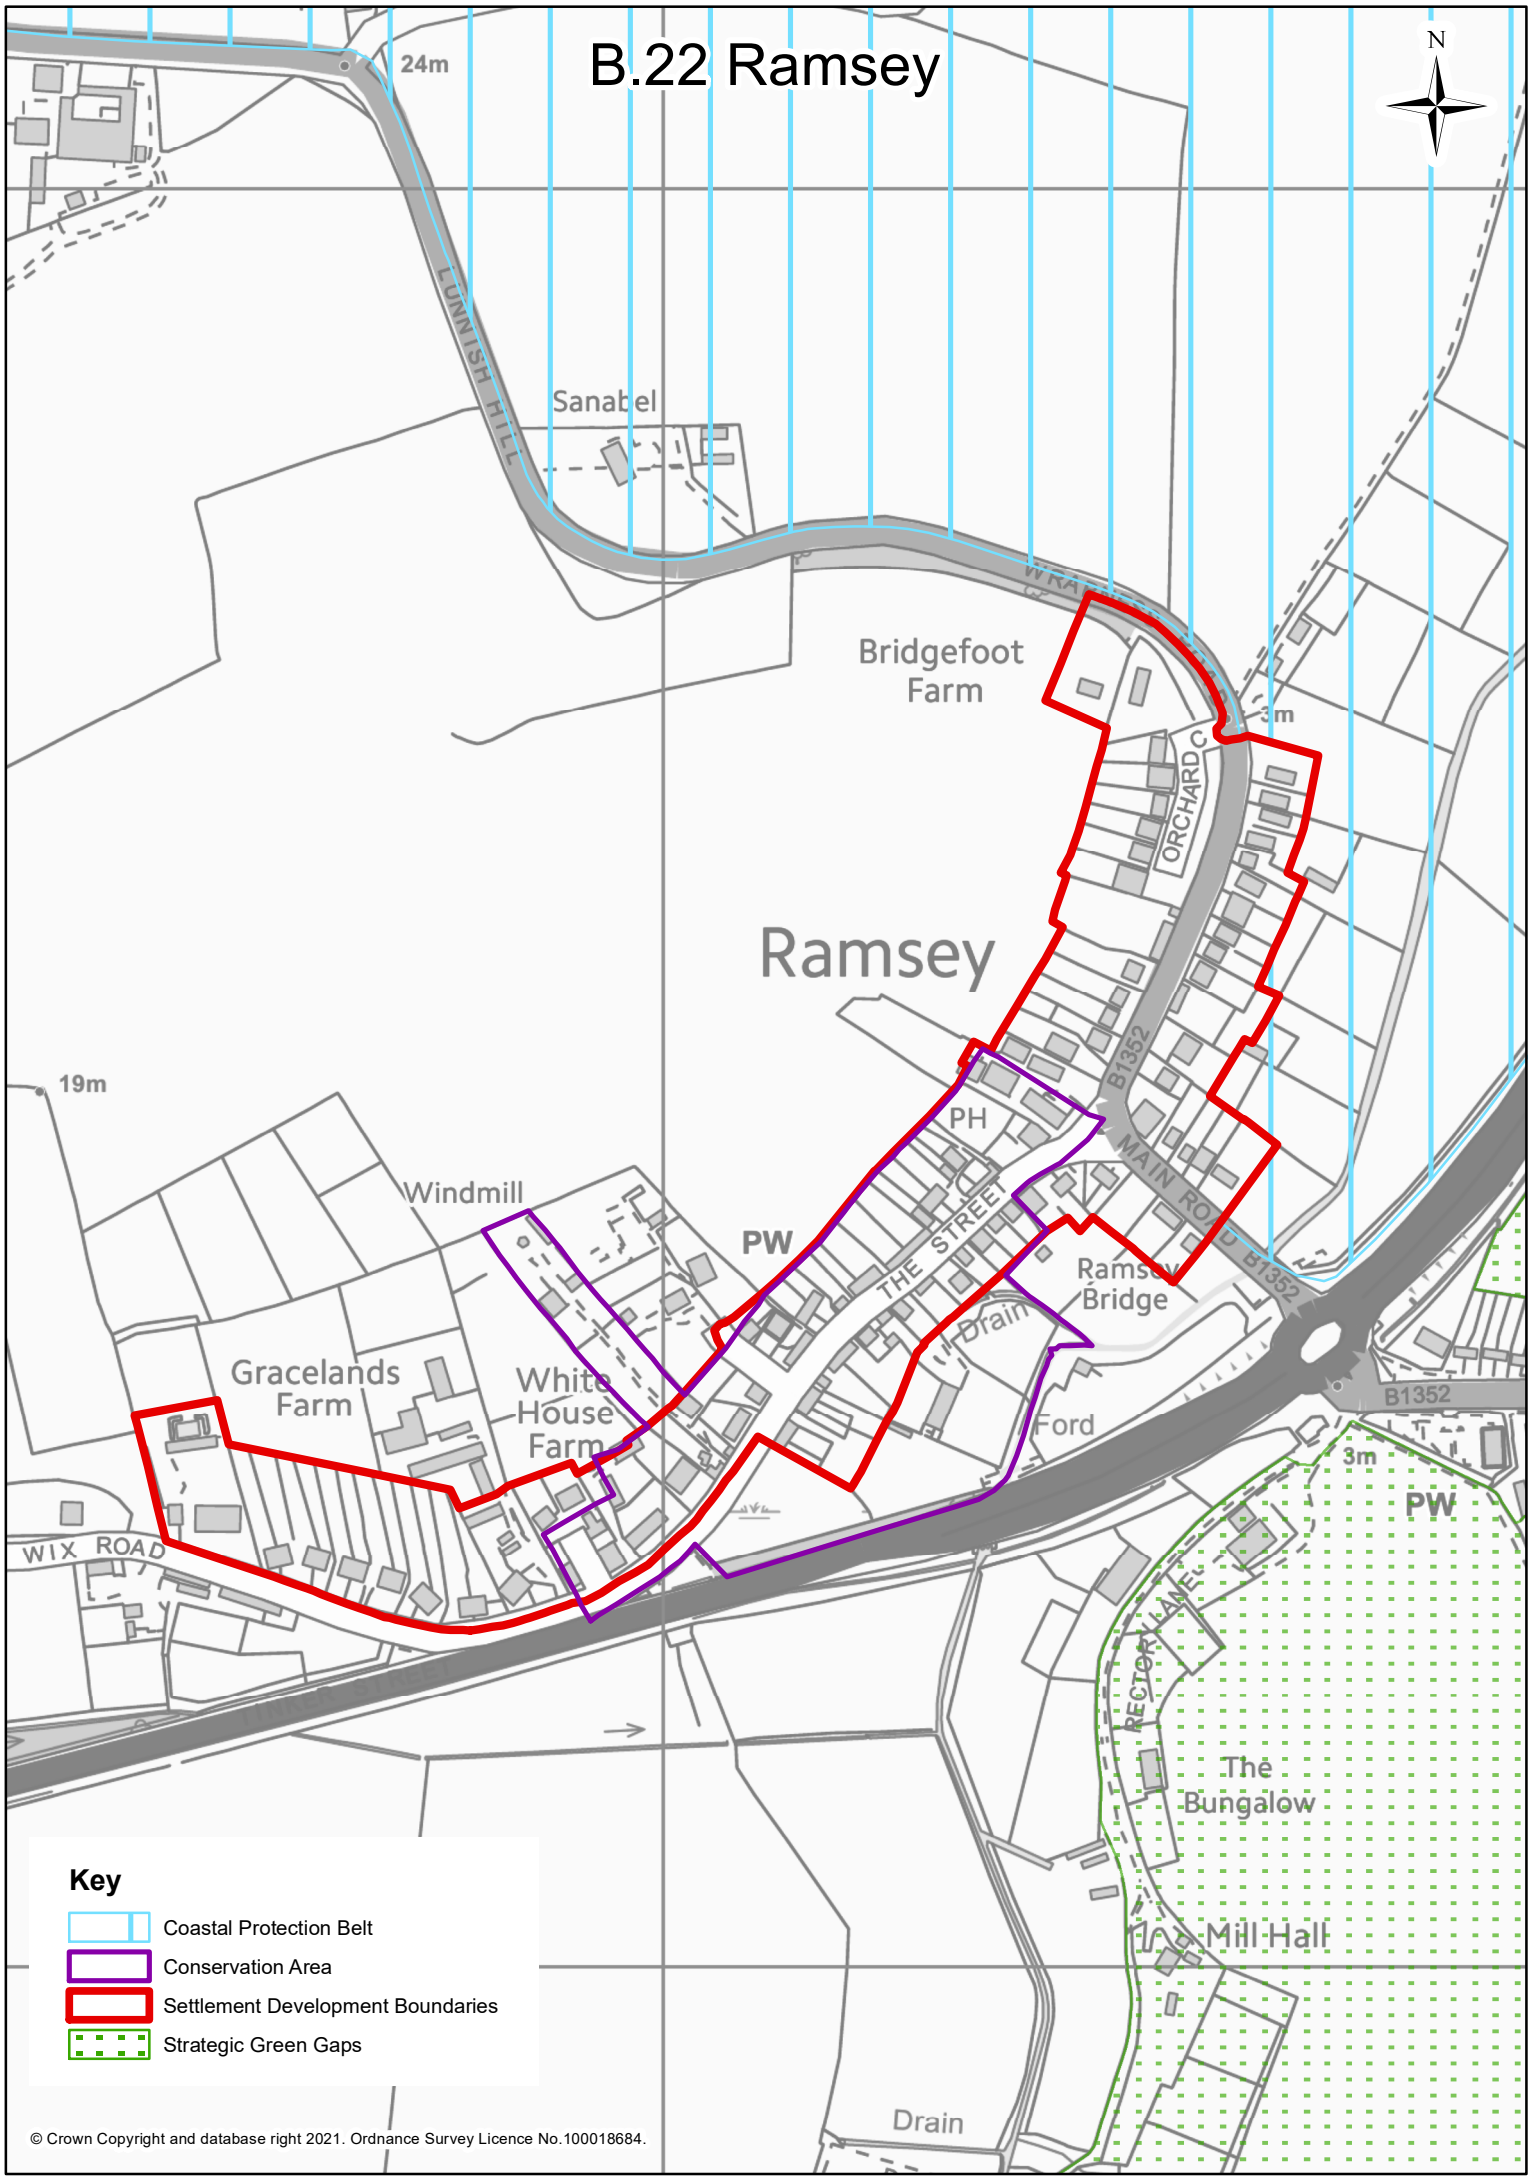 B.22 Ramsey
N
24m
LUNNISH HILL
Sanabel
Bridgefoot
Farm
3m
ORCHARD C
Ramsey
B1352
19m
PH
MAIN ROAD B1352
Windmill
PW
THE STREET
Ramsey
Bridge
Drain
Gracelands
Farm
White
House
Farm
B1352
Ford
3m
PW
WIX ROAD
RECTORY LANE
TINKER STREET
The
Bungalow
Mill Hall
Drain
Key
Coastal Protection Belt
Conservation Area
Settlement Development Boundaries
Strategic Green Gaps
© Crown Copyright and database right 2021. Ordnance Survey Licence No.100018684.